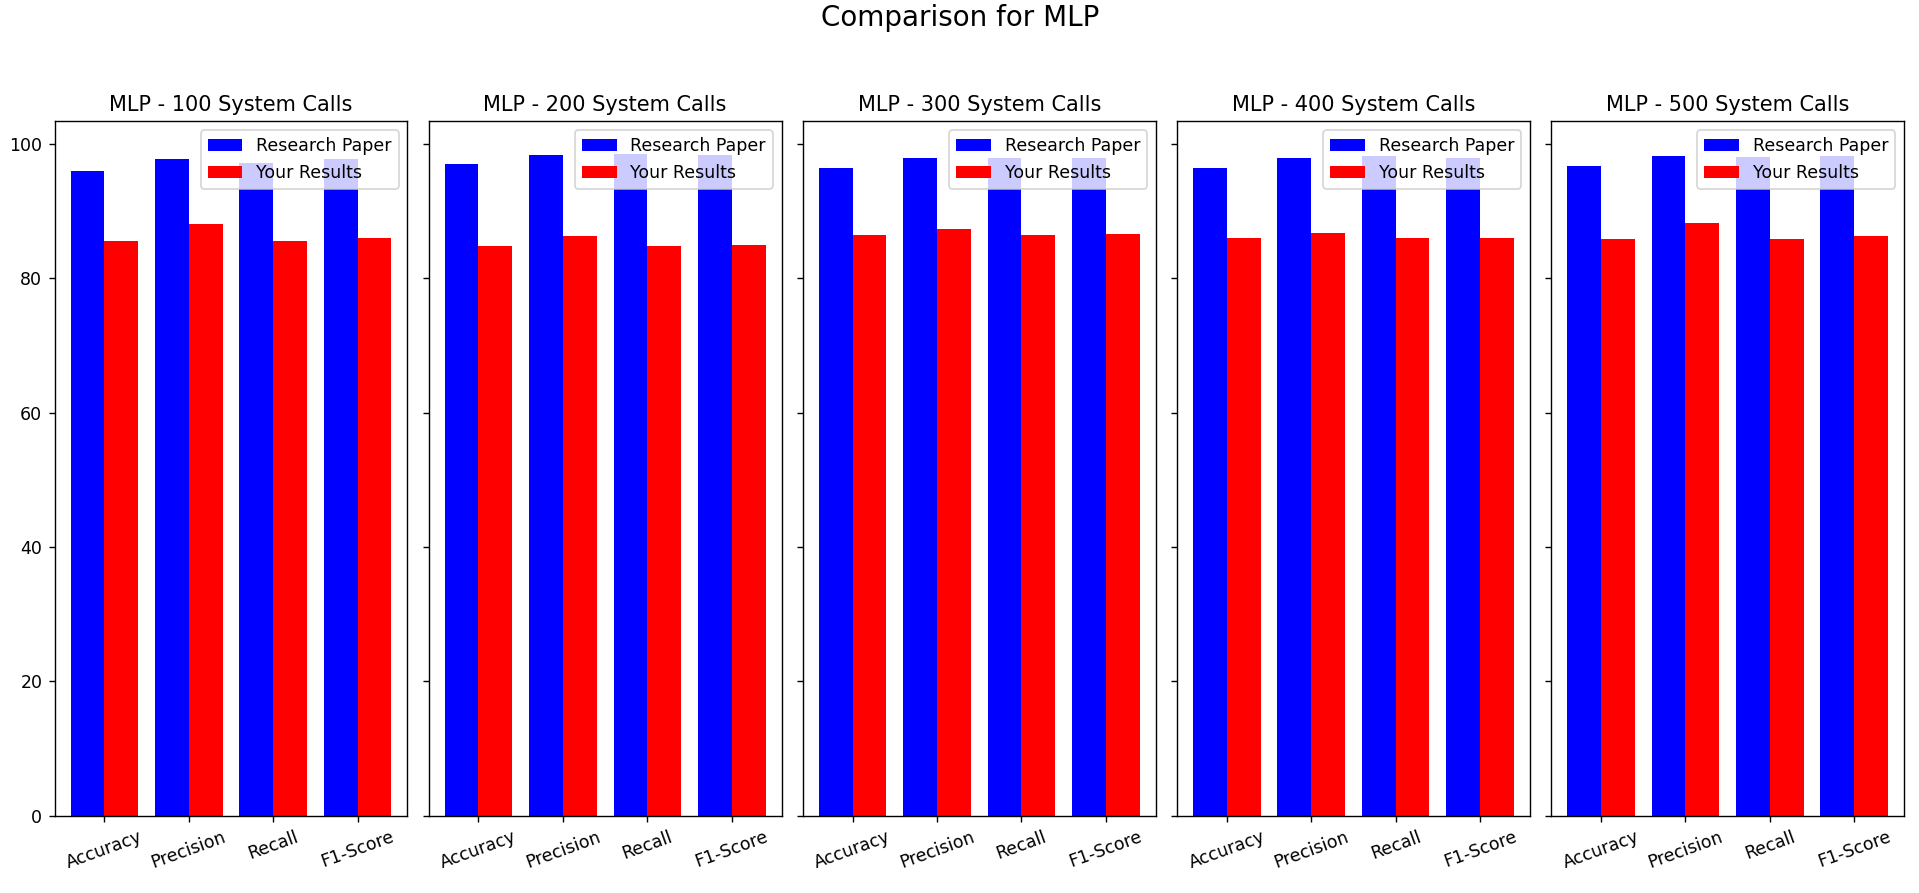 Comparison for MLP
MLP - 100 System Calls
Research Paper
Your Results
100
80
60
40
20
0
Accuracy
Precision
Recall
F1-Score
MLP - 200 System Calls
Research Paper
Your Results
Accuracy
Precision
Recall
F1-Score
MLP - 300 System Calls
Research Paper
Your Results
Accuracy
Precision
Recall
F1-Score
MLP - 400 System Calls
Research Paper
Your Results
Accuracy
Precision
Recall
F1-Score
MLP - 500 System Calls
Research Paper
Your Results
Accuracy
Precision
Recall
F1-Score